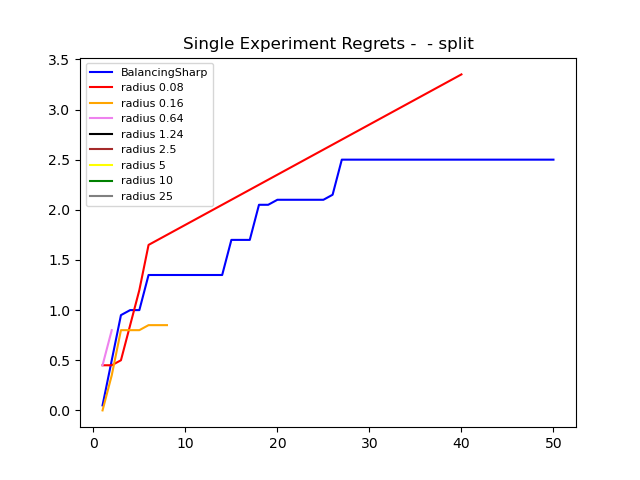 Single Experiment Regrets -  - split
3.5
3.0
2.5
2.0
1.5
1.0
0.5
0.0
BalancingSharp
radius 0.08
radius 0.16
radius 0.64
radius 1.24
radius 2.5
radius 5
radius 10
radius 25
0 10 20 30 40 50